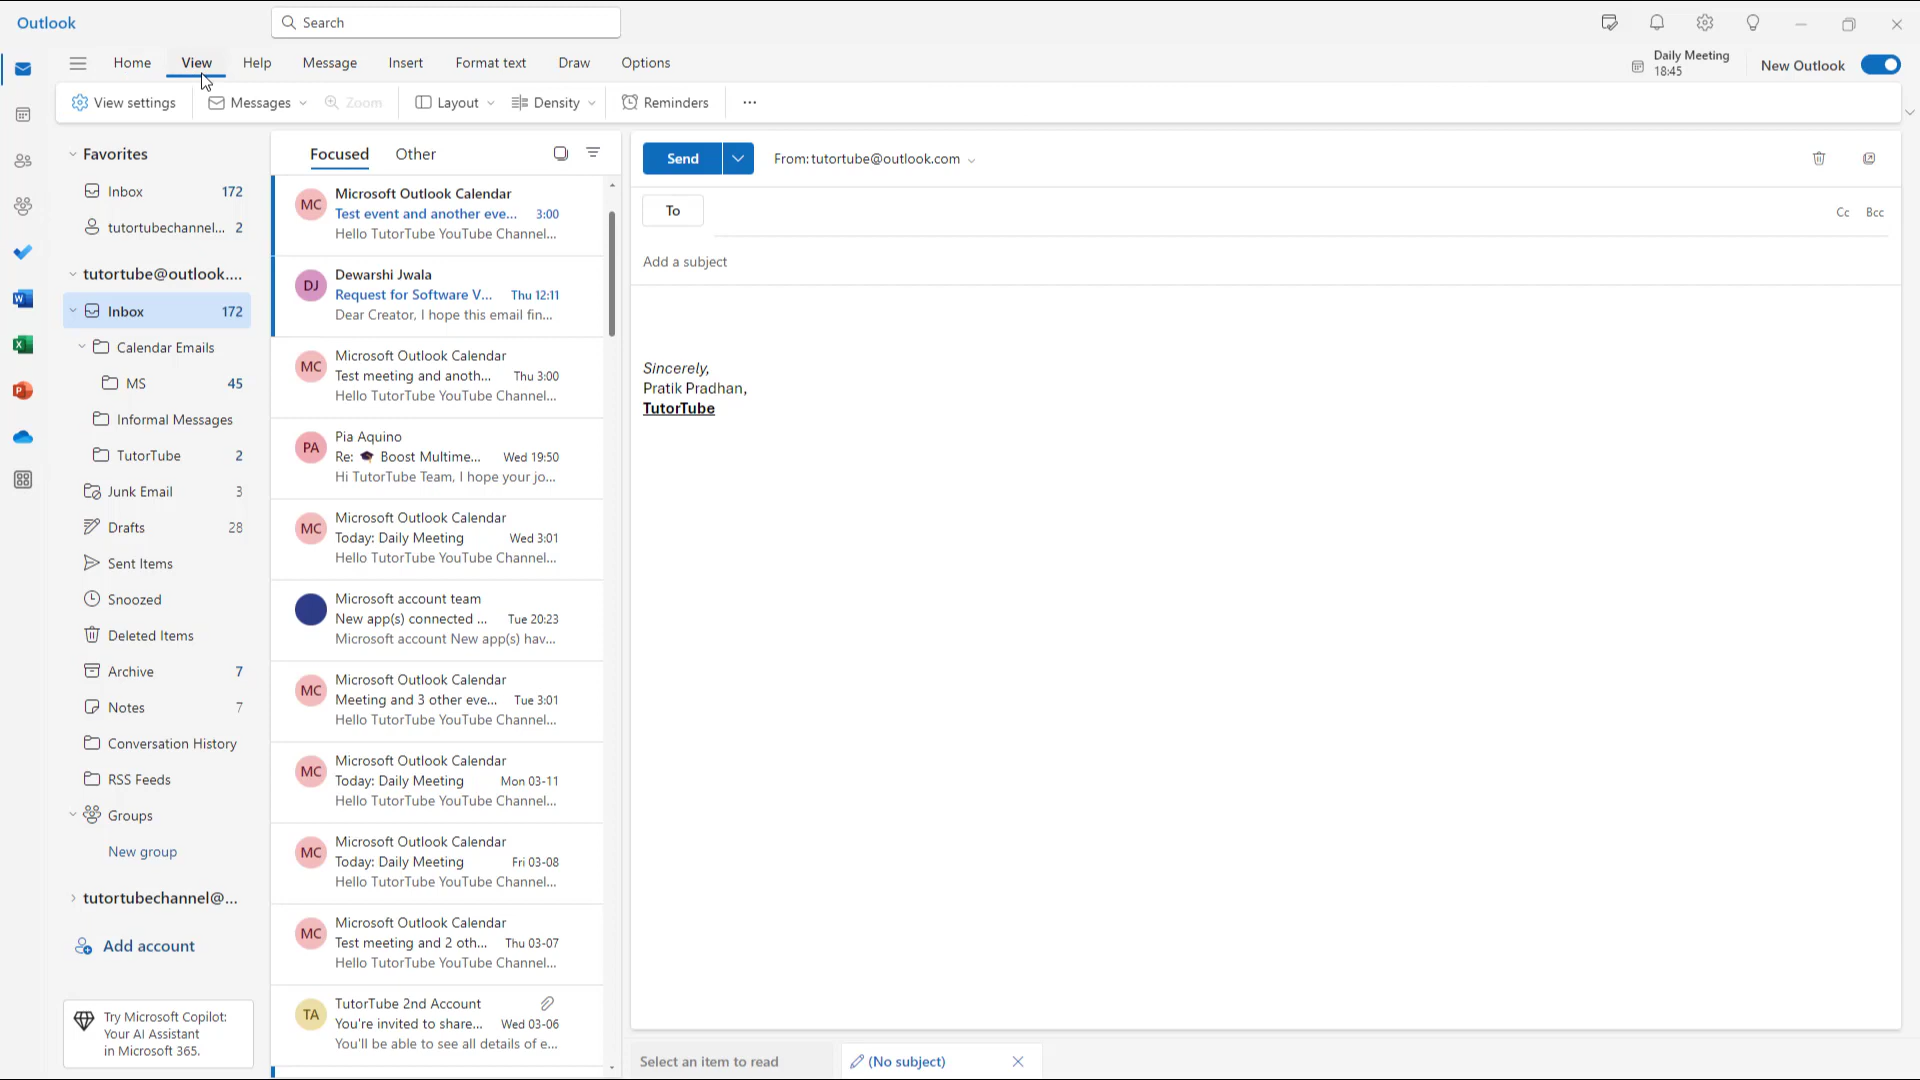 Outlook
Search
Home View Help Message Insert Format text Draw Options
Daily Meeting
18:45
New Outlook
View settings Messages Zoom Layout Density Reminders ...
Favorites
Inbox 172
tutortubechannel... 2
tutortube@outlook....
Inbox 172
Calendar Emails
MS 45
Informal Messages
TutorTube 2
Junk Email 3
Drafts 28
Sent Items
Snoozed
Deleted Items
Archive 7
Notes 7
Conversation History
RSS Feeds
Groups
New group
tutortubechannel@...
Add account
Try Microsoft Copilot:
Your AI Assistant
in Microsoft 365.
Focused Other
MC
Microsoft Outlook Calendar
Test event and another eve... 3:00
Hello TutorTube YouTube Channel...
DJ
Dewarshi Jwala
Request for Software V... Thu 12:11
Dear Creator, I hope this email fin...
MC
Microsoft Outlook Calendar
Test meeting and anoth... Thu 3:00
Hello TutorTube YouTube Channel...
PA
Pia Aquino
Re: 🎓 Boost Multime... Wed 19:50
Hi TutorTube Team, I hope your jo...
MC
Microsoft Outlook Calendar
Today: Daily Meeting Wed 3:01
Hello TutorTube YouTube Channel...
Microsoft account team
New app(s) connected ... Tue 20:23
Microsoft account New app(s) hav...
MC
Microsoft Outlook Calendar
Meeting and 3 other eve... Tue 3:01
Hello TutorTube YouTube Channel...
MC
Microsoft Outlook Calendar
Today: Daily Meeting Mon 03-11
Hello TutorTube YouTube Channel...
MC
Microsoft Outlook Calendar
Today: Daily Meeting Fri 03-08
Hello TutorTube YouTube Channel...
MC
Microsoft Outlook Calendar
Test meeting and 2 oth... Thu 03-07
Hello TutorTube YouTube Channel...
TA
TutorTube 2nd Account
You're invited to share... Wed 03-06
You'll be able to see all details of e...
Send
From: tutortube@outlook.com
To
Cc Bcc
Add a subject
Sincerely,
Pratik Pradhan,
TutorTube
Select an item to read
(No subject)